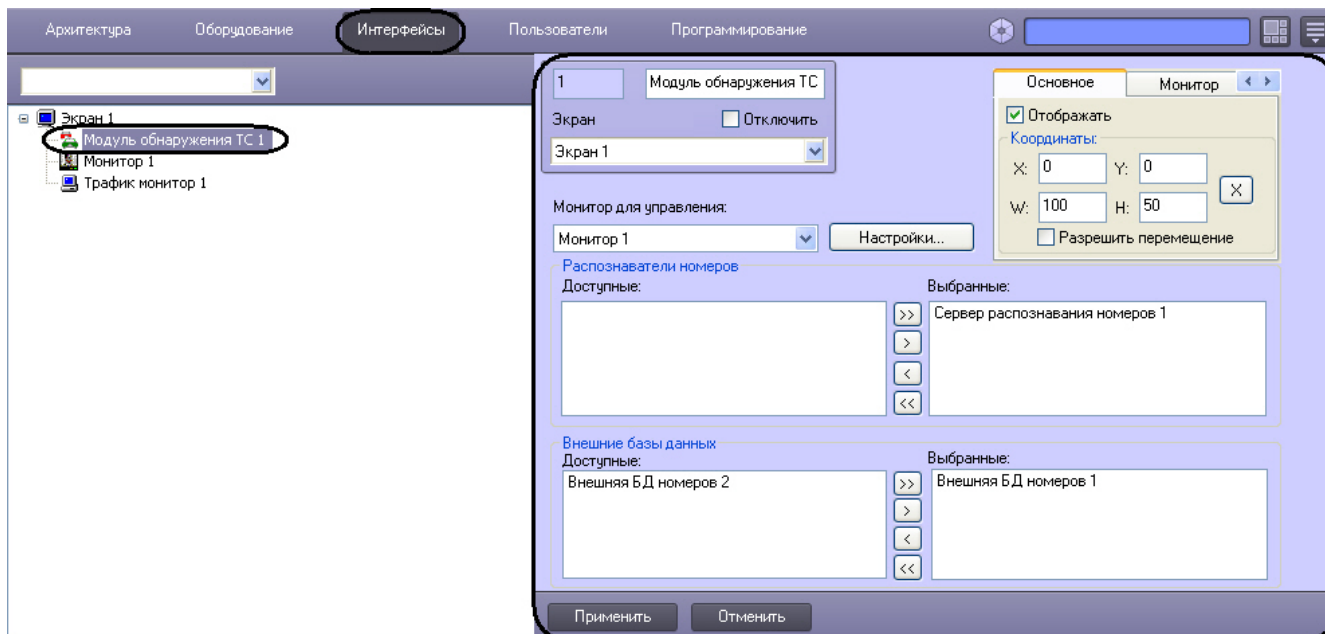 Архитектура Оборудование Интерфейсы Пользователи Программирование
Экран 1
Модуль обнаружения ТС 1
Монитор 1
Трафик монитор 1
1 Модуль обнаружения ТС
Экран Отключить
Экран 1
Основное Монитор
Отображать
Координаты:
X: 0 Y: 0
X
W: 100 H: 50
Разрешить перемещение
Монитор для управления:
Монитор 1 Настройки...
Распознаватели номеров
Доступные: Выбранные:
Сервер распознавания номеров 1
>>
>
<
<<
Внешние базы данных
Доступные: Выбранные:
Внешняя БД номеров 2 >> Внешняя БД номеров 1
>
<
<<
Применить Отменить